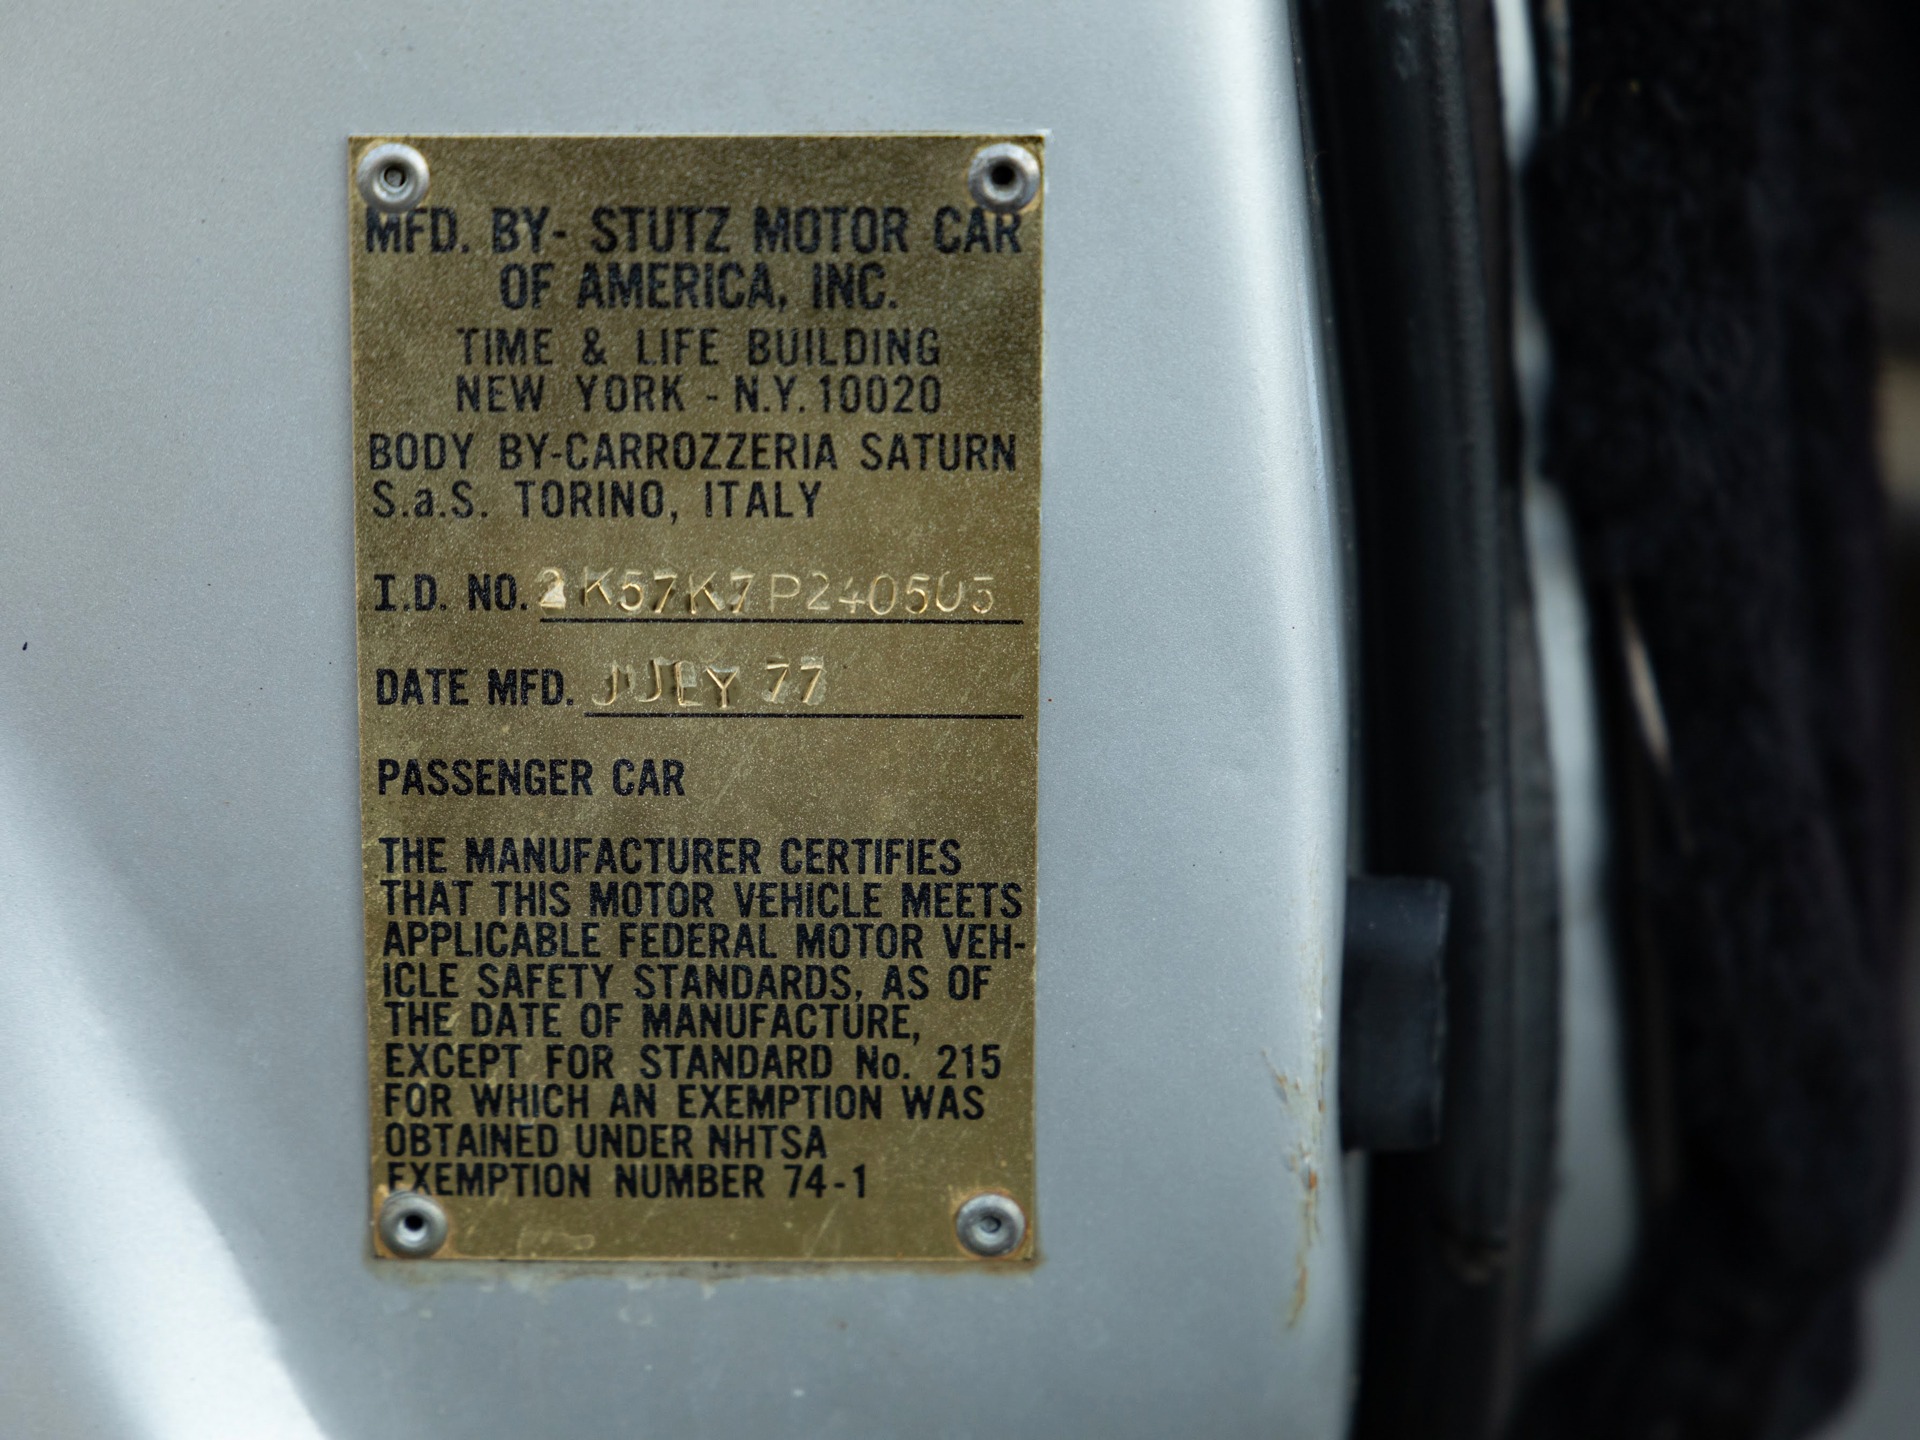 MFD. BY- STUTZ MOTOR CAR
OF AMERICA, INC.
TIME & LIFE BUILDING
NEW YORK - N.Y. 10020
BODY BY-CARROZZERIA SATURN
S.a.S. TORINO, ITALY
I.D. NO. 2K57K7P240505
DATE MFD. JULY 77
PASSENGER CAR
THE MANUFACTURER CERTIFIES
THAT THIS MOTOR VEHICLE MEETS
APPLICABLE FEDERAL MOTOR VEH-
ICLE SAFETY STANDARDS, AS OF
THE DATE OF MANUFACTURE,
EXCEPT FOR STANDARD No. 215
FOR WHICH AN EXEMPTION WAS
OBTAINED UNDER NHTSA
EXEMPTION NUMBER 74-1